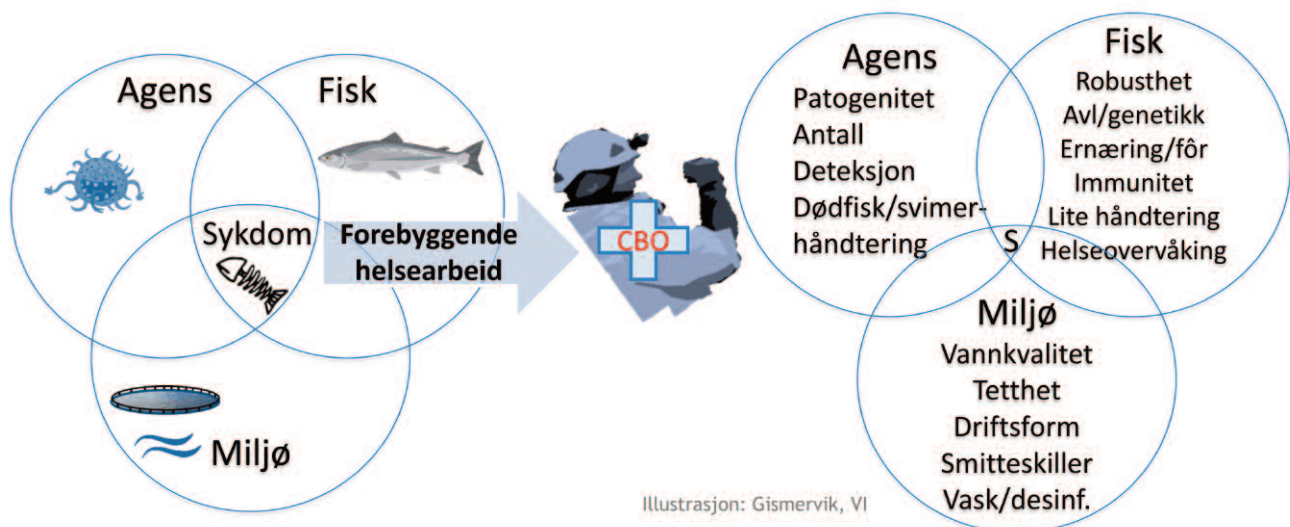 Agens
Fisk
Sykdom
Miljø
Forebyggende
helsearbeid
CBO
Agens
Patogenitet
Antall
Deteksjon
Dødfisk/svimer-
håndtering
Fisk
Robusthet
Avl/genetikk
Ernæring/fôr
Immunitet
Lite håndtering
Helseovervåking
S
Miljø
Vannkvalitet
Tetthet
Driftsform
Smitteskiller
Vask/desinf.
Illustrasjon: Gismervik, VI